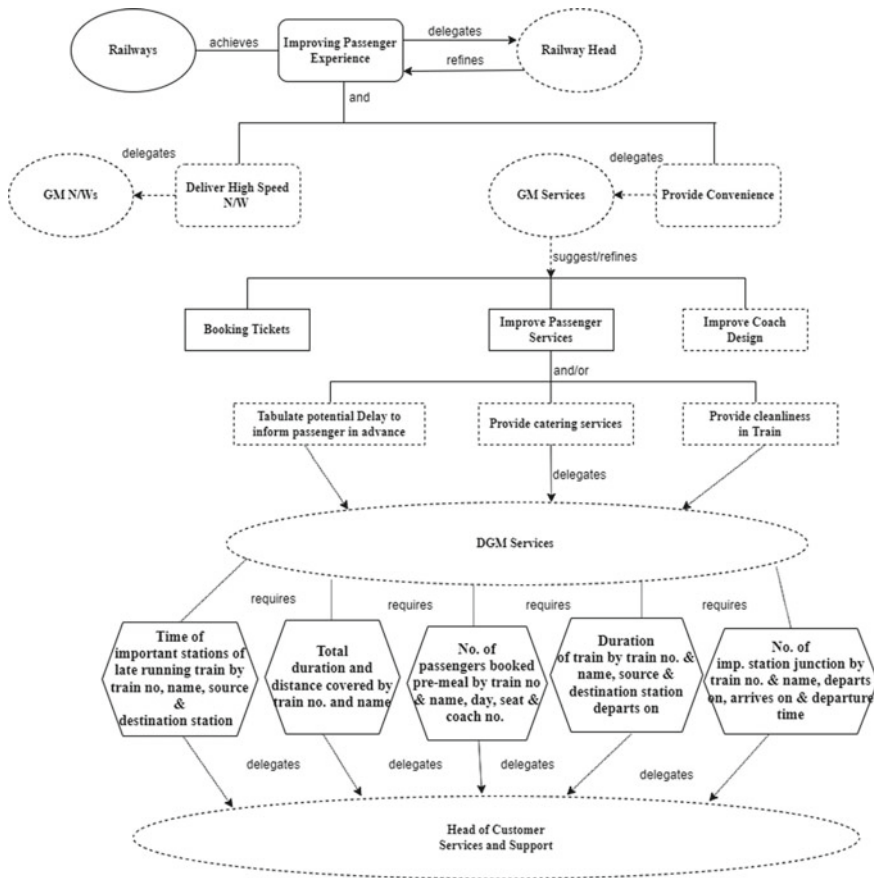 Railways
achieves
Improving Passenger
Experience
delegates
refines
Railway Head
and
GM N/Ws
delegates
Deliver High Speed
N/W
GM Services
delegates
Provide Convenience
suggest/refines
Booking Tickets
Improve Passenger
Services
Improve Coach
Design
and/or
Tabulate potential Delay to
inform passenger in advance
Provide catering services
Provide cleanliness
in Train
delegates
DGM Services
requires
requires
requires
requires
Time of
important stations of
late running train by
train no, name, source
&
destination station
Total
duration and
distance covered by
train no. and name
No. of
passengers booked
pre-meal by train no
& name, day, seat &
coach no.
Duration
of train by train no. &
name, source &
destination station
departs on
No. of
imp. station junction by
train no. & name, departs
on, arrives on & departure
time
delegates
delegates
delegates
delegates
Head of Customer
Services and Support